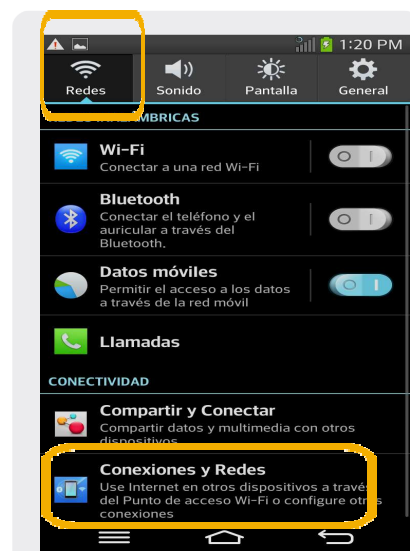 1:20 PM
Redes
Sonido
Pantalla
General
MBRICAS
Wi-Fi
Conectar a una red Wi-Fi
Bluetooth
Conectar el teléfono y el
auricular a través del
Bluetooth.
Datos móviles
Permitir el acceso a los datos
a través de la red móvil
Llamadas
CONECTIVIDAD
Compartir y Conectar
Compartir datos y multimedia con otros
dispositivos
Conexiones y Redes
Use Internet en otros dispositivos a través
del Punto de acceso Wi-Fi o configure otras
conexiones